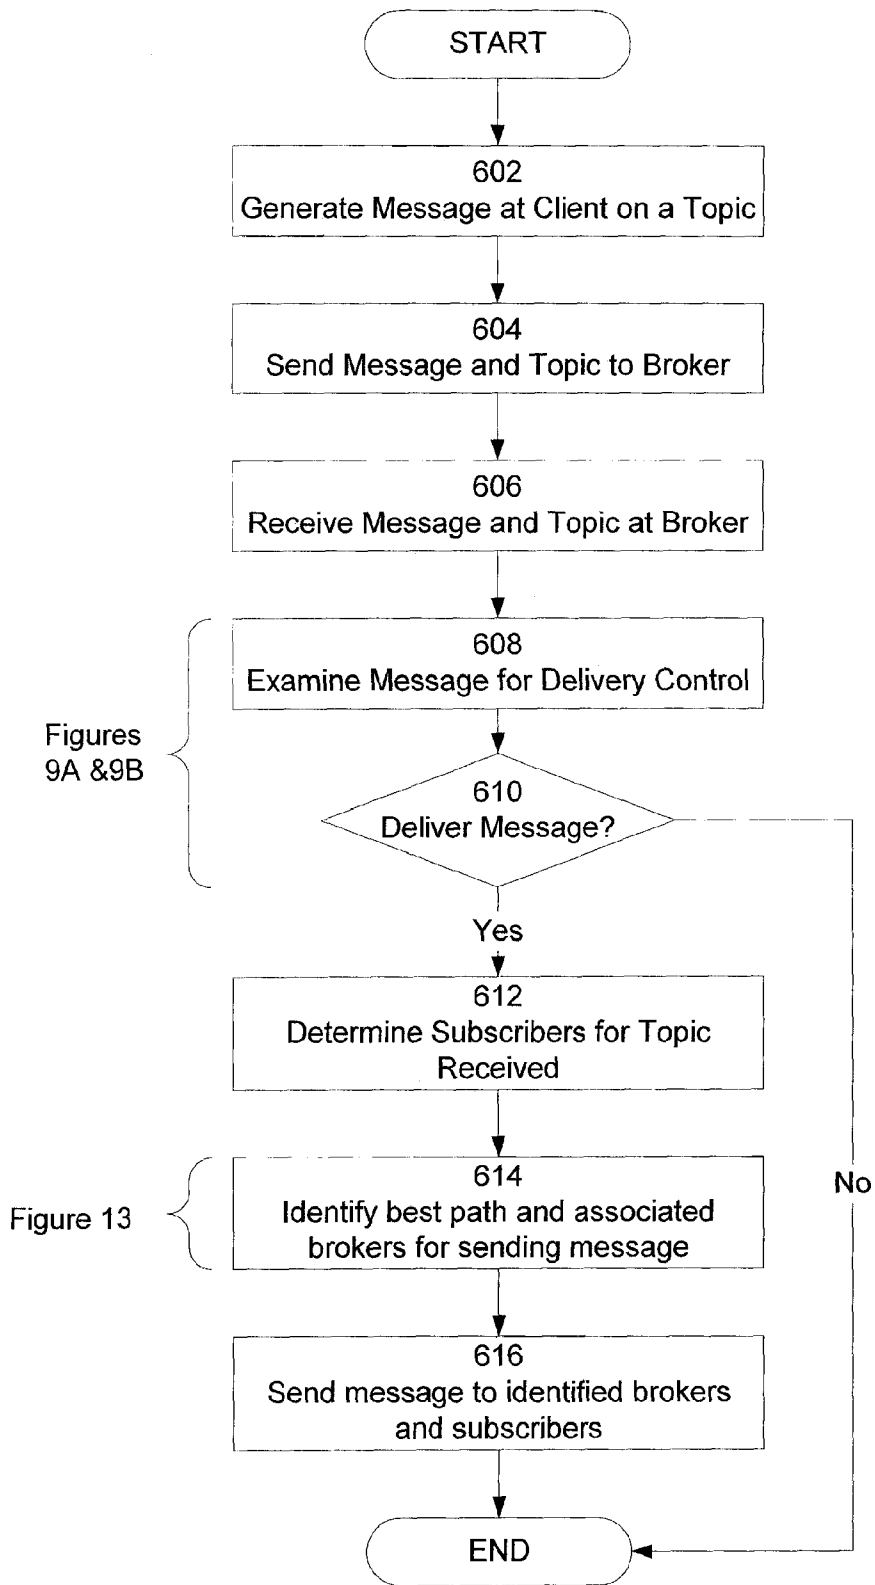 START
602
Generate Message at Client on a Topic
604
Send Message and Topic to Broker
606
Receive Message and Topic at Broker
608
Examine Message for Delivery Control
Figures
9A &9B
610
Deliver Message?
Yes
612
Determine Subscribers for Topic
Received
No
614
Identify best path and associated
brokers for sending message
Figure 13
616
Send message to identified brokers
and subscribers
END